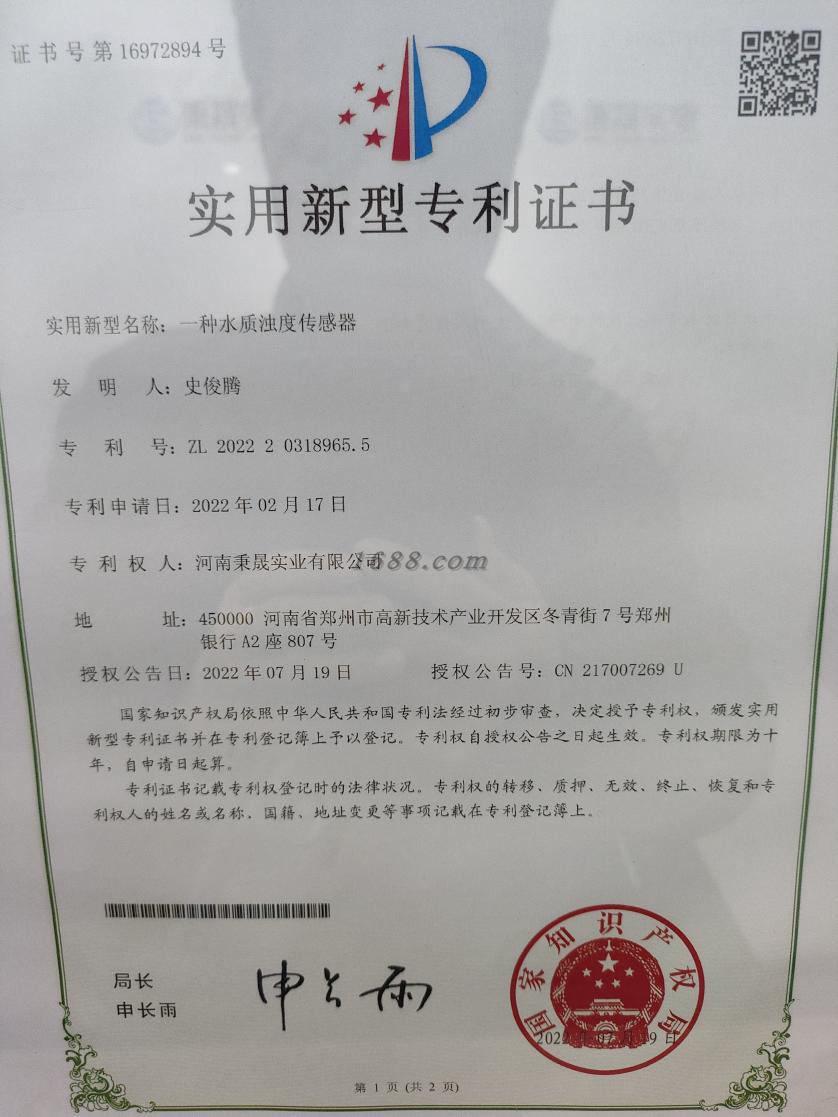 证书号第16972894号
实用新型专利证书
实用新型名称：一种水质浊度传感器
发 明 人：史俊腾
专 利 号：ZL 2022 2 0318965.5
专利申请日：2022年02月17日
专 利 权 人：河南秉晟实业有限公司
1688.com
地 址：450000 河南省郑州市高新技术产业开发区冬青街7号郑州
银行A2座807号
授权公告日：2022年07月19日 授权公告号：CN 217007269 U
国家知识产权局依照中华人民共和国专利法经过初步审查，决定授予专利权，颁发实用
新型专利证书并在专利登记簿上予以登记。专利权自授权公告之日起生效。专利权期限为十
年，自申请日起算。
专利证书记载专利权登记时的法律状况。专利权的转移、质押、无效、终止、恢复和专
利权人的姓名或名称、国籍、地址变更等事项记载在专利登记簿上。
局长
申长雨
申长雨
国家知识产权局
2022年07月19日
第 1 页 (共 2 页)